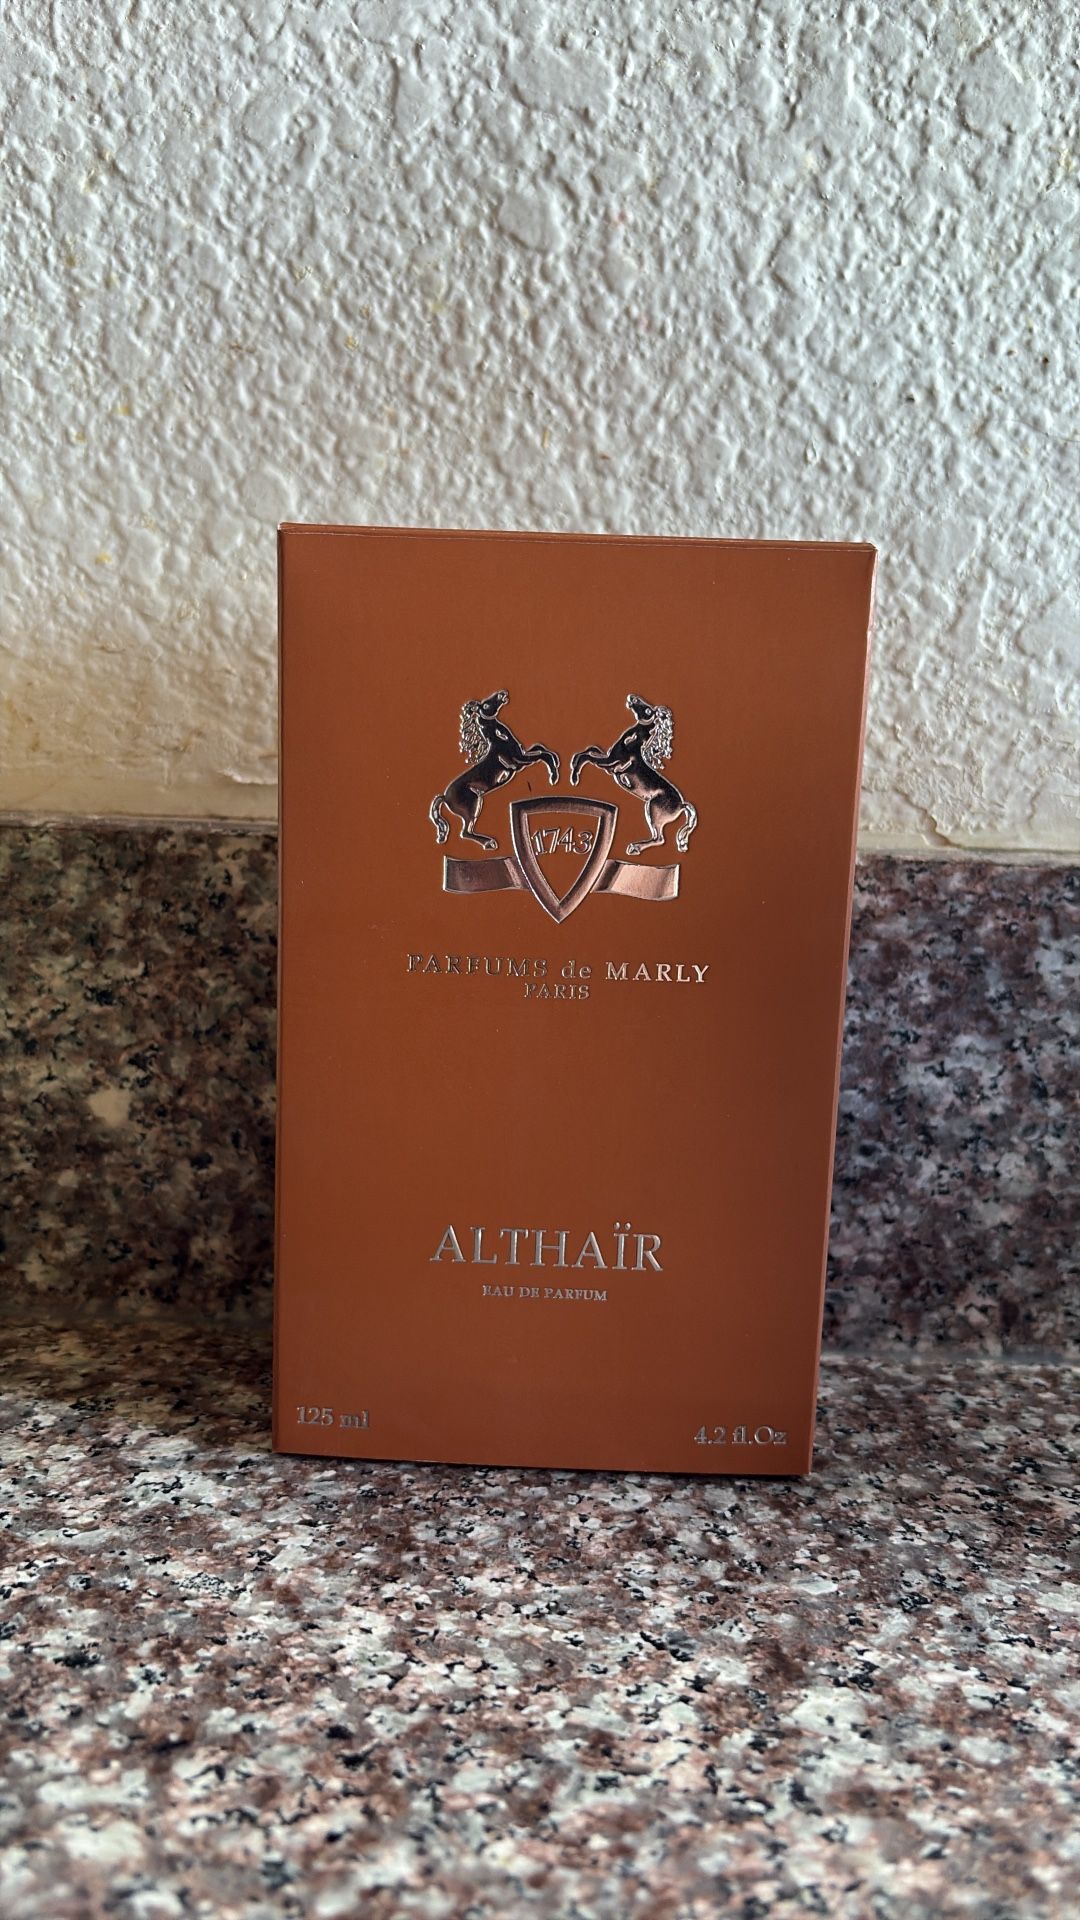 1743
PARFUMS de MARLY
PARIS
ALTHAÏR
EAU DE PARFUM
125 ml
4.2 fl.Oz